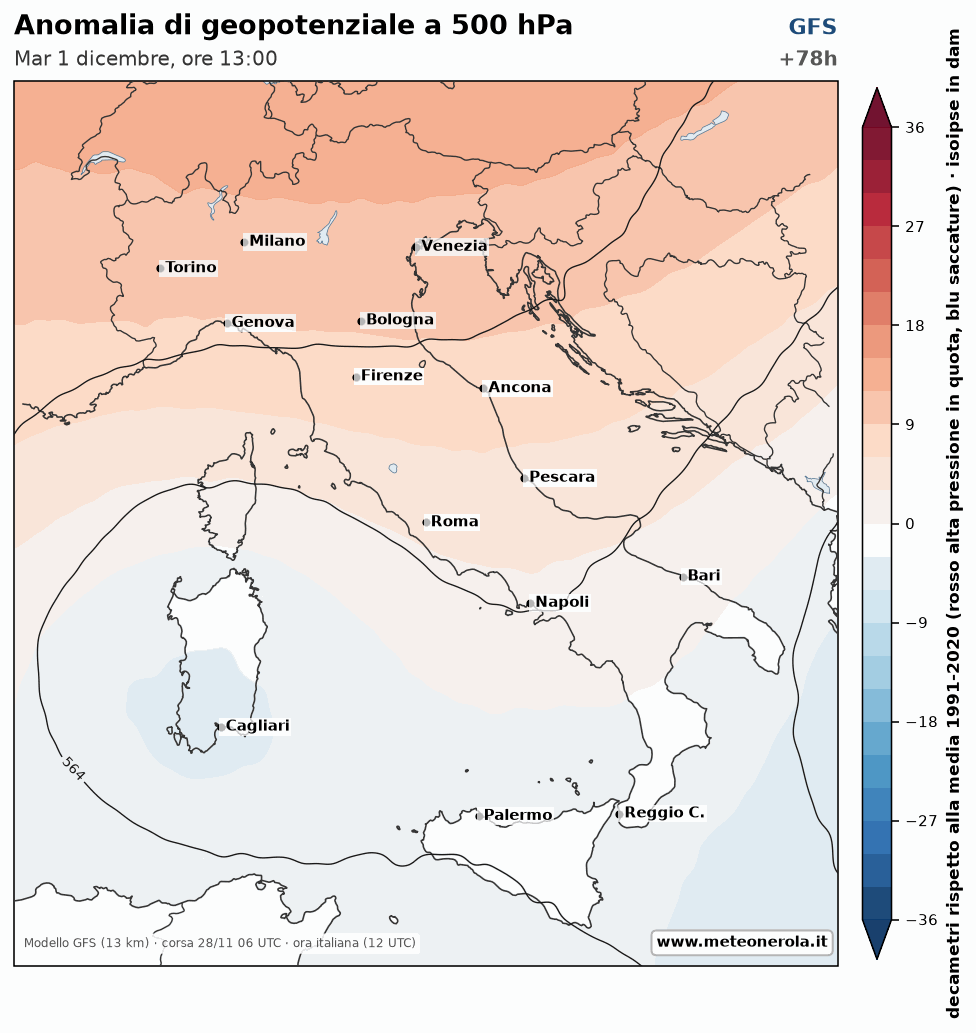 Anomalia di geopotenziale a 500 hPa
GFS
Mar 1 dicembre, ore 13:00
+78h
Milano
Venezia
Torino
Genova
Bologna
Firenze
Ancona
Pescara
Roma
Bari
Napoli
Cagliari
564
Palermo
Reggio C.
Modello GFS (13 km) · corsa 28/11 06 UTC · ora italiana (12 UTC)
www.meteonerola.it
36
27
18
9
0
−9
−18
−27
−36
decametri rispetto alla media 1991-2020 (rosso alta pressione in quota, blu saccature) · isoipse in dam